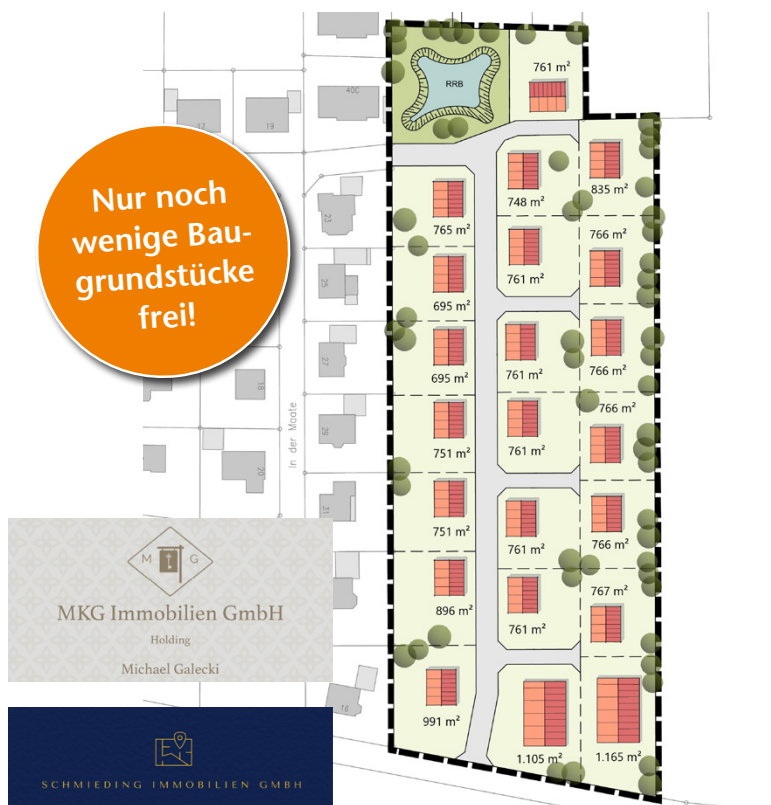 Nur noch
wenige Bau-
grundstücke
frei!
RRB
761 m²
40C
17
19
748 m²
835 m²
765 m²
23
766 m²
761 m²
25
695 m²
761 m²
766 m²
27
695 m²
18
766 m²
In der Maate
29
751 m²
761 m²
20
31
751 m²
761 m²
766 m²
896 m²
767 m²
761 m²
991 m²
16
1.105 m²
1.165 m²
M G
MKG Immobilien GmbH
Holding
Michael Galecki
SCHMIEDING IMMOBILIEN GMBH